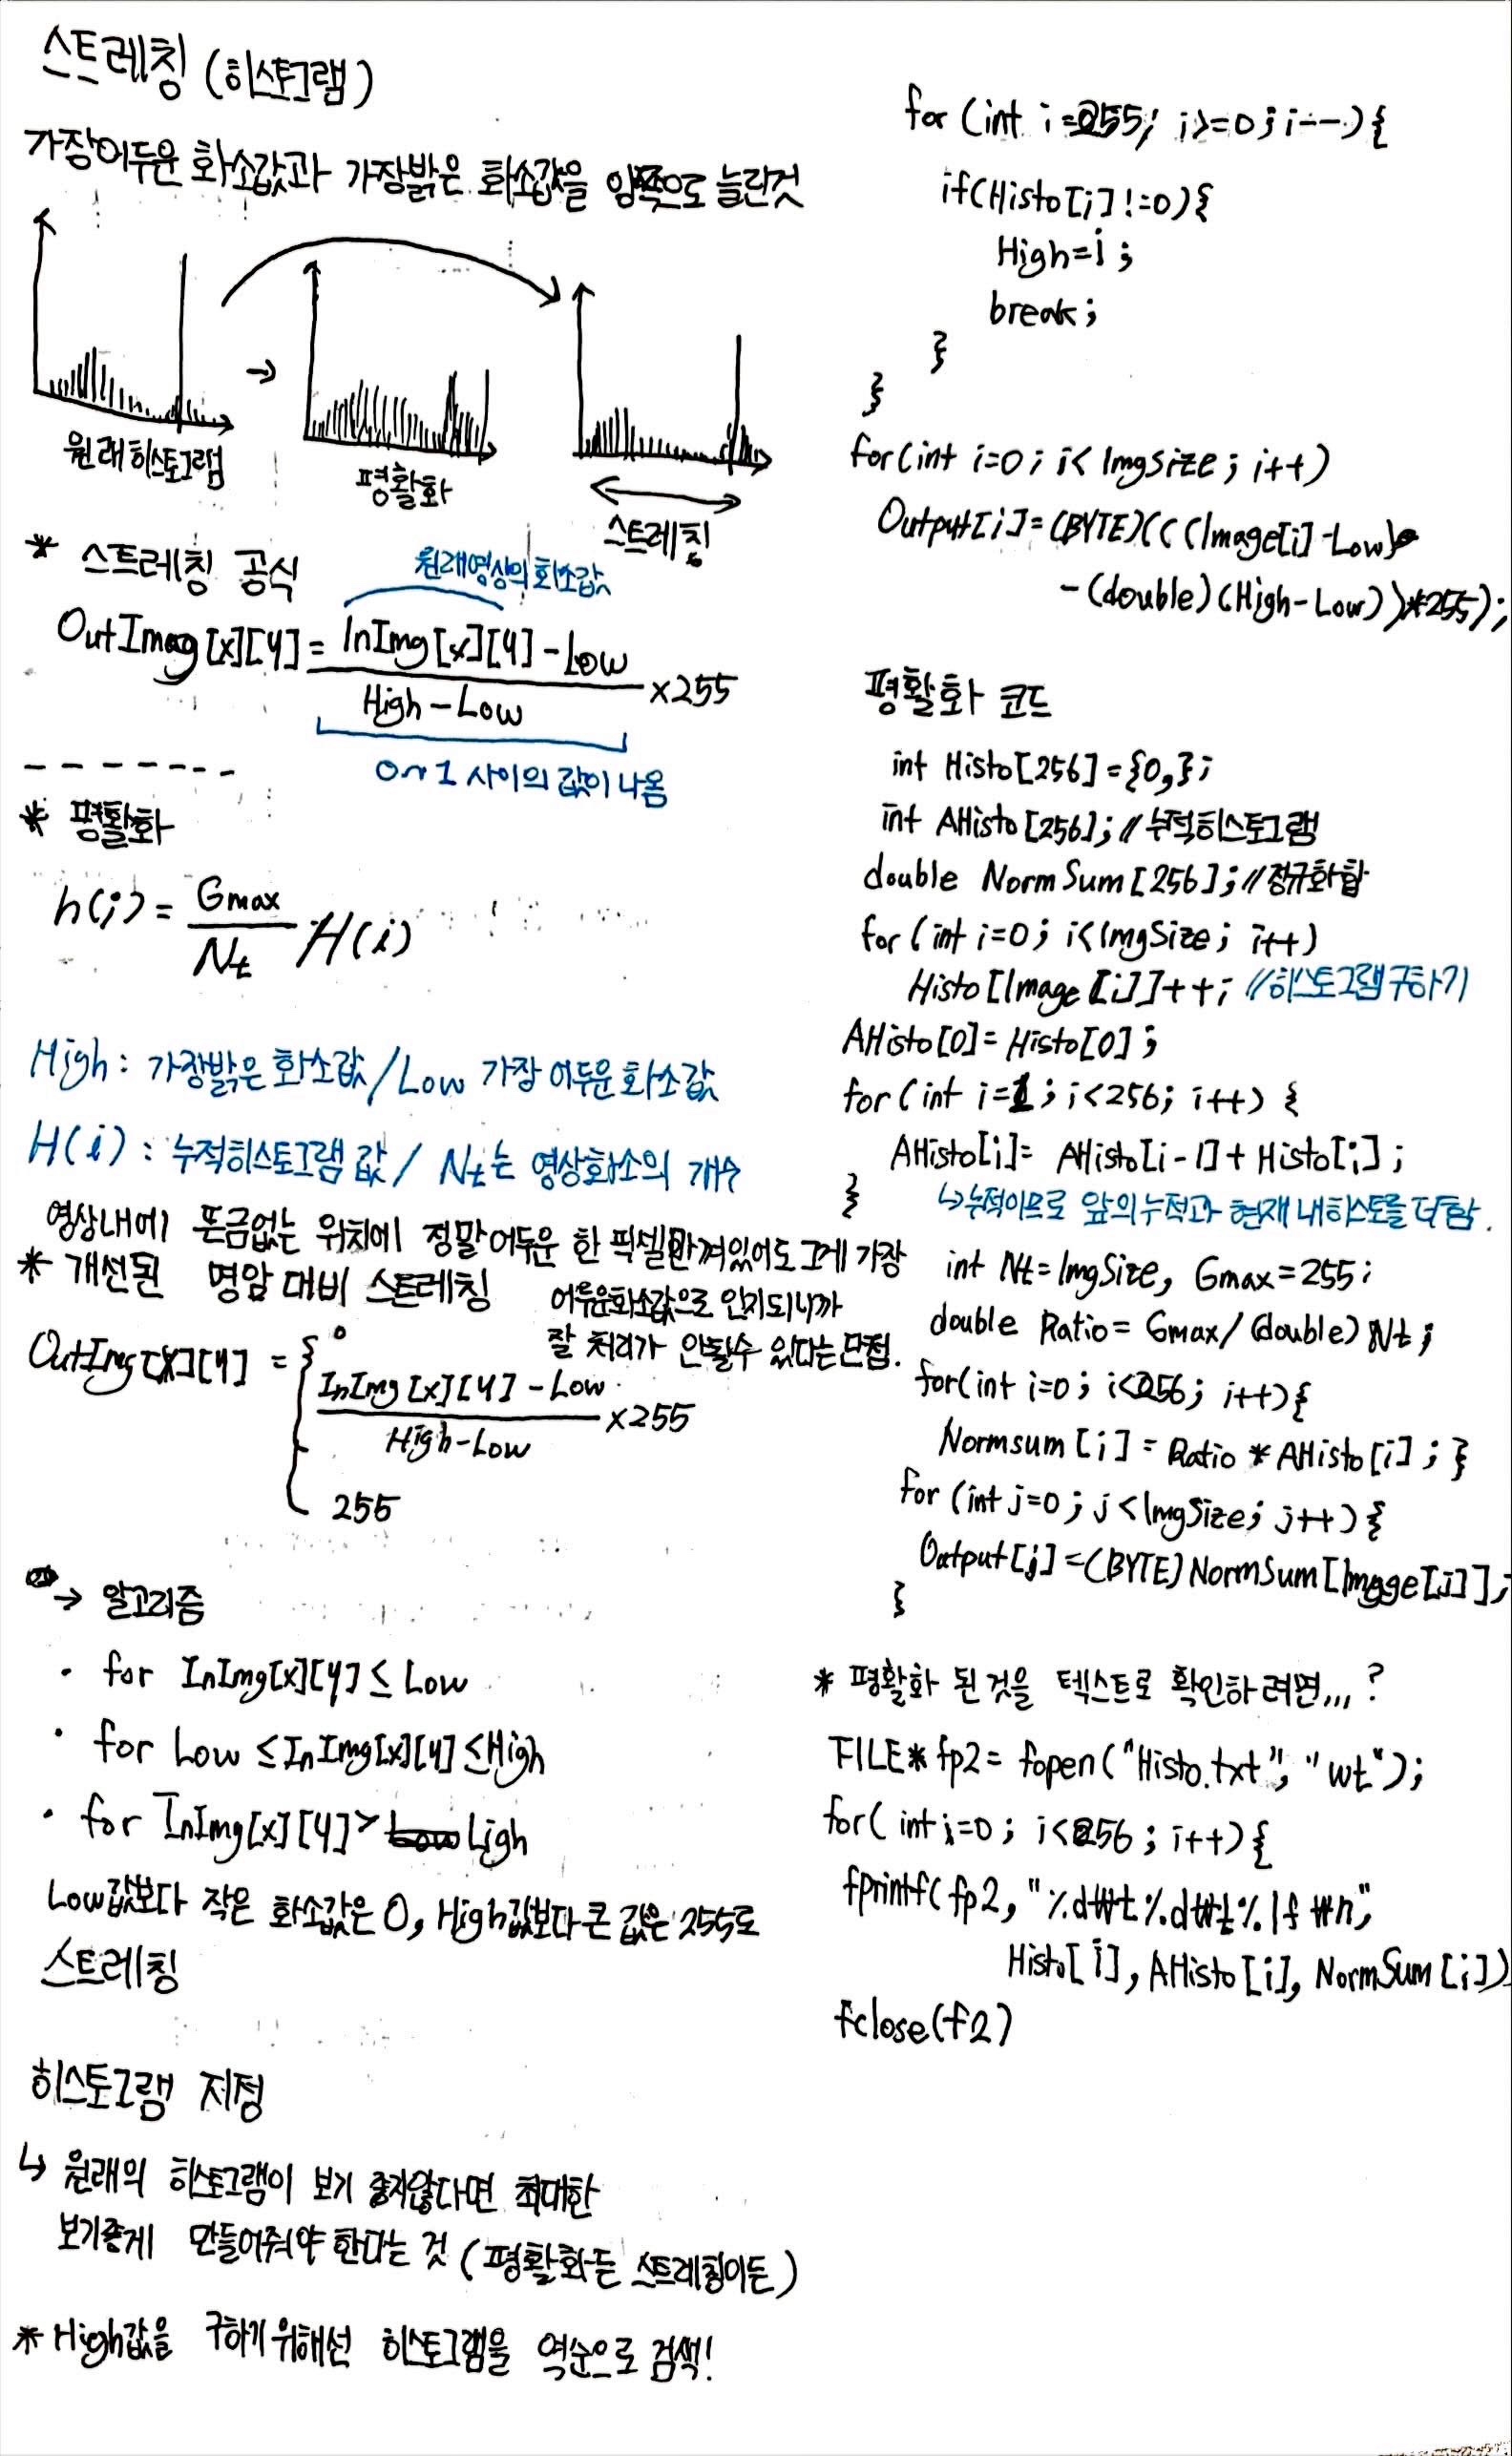 스트레칭 (히스토그램)
가장어두운 화소값과 가장밝은 화소값을 양쪽으로 늘린것
원래히스토그램
평활화
스트레칭
* 스트레칭 공식
원래영상의 화소값
OutImag[x][y] = InImg[x][y] - Low
High - Low
×255
0~1 사이의 값이 나옴
* 평활화
h(i) = Gmax
Nt
H(i)
High : 가장밝은 화소값 / Low 가장 어두운 화소값
H(i) : 누적히스토그램 값 / Nt는 영상화소의 개수
영상내에 뜬금없는 위치에 정말어두운 한 픽셀만 껴있어도 그게 가장
어두운화소값으로 인지되니까
잘 처리가 안될수 있다는 단점.
* 개선된 명암 대비 스트레칭
OutImg[x][y] = { 0
InImg[x][y] - Low
High-Low
×255
255
→ 알고리즘
· for InImg[x][y] ≤ Low
· for Low ≤ InImg[x][y] ≤ High
· for InImg[x][y] > Ligh
Low값보다 작은 화소값은 0, High값보다 큰 값은 255로
스트레칭
히스토그램 지정
↳ 원래의 히스토그램이 보기 좋지않다면 최대한
보기좋게 만들어줘야 한다는 것 (평활화든 스트레칭이든)
* High값을 구하기 위해선 히스토그램을 역순으로 검색!
for (int i=255; i>=0; i--){
if(Histo[i]!=0){
High=i;
break;
}
}
for(int i=0; i<ImgSize; i++)
Output[i]=(BYTE)(((Image[i]-Low)
-(double)(High-Low))*255);
평활화 코드
int Histo[256]={0,};
int AHisto[256]; // 누적히스토그램
double NormSum[256]; //정규화합
for (int i=0; i<ImgSize; i++)
Histo[Image[i]]++; //히스토그램 구하기
AHisto[0]=Histo[0];
for (int i=1; i<256; i++) {
AHisto[i]= AHisto[i-1]+Histo[i];
}
↳누적이므로 앞의누적과 현재 내히스토를 더함.
int Nt=ImgSize, Gmax=255;
double Ratio=Gmax/(double)Nt;
for(int i=0; i<256; i++){
Normsum[i]=Ratio*AHisto[i]; }
for (int j=0; j<ImgSize; j++){
Output[j]=(BYTE)NormSum[Image[j]];
}
* 평활화 된것을 텍스트로 확인하려면...?
FILE* fp2=fopen("Histo.txt", "wt");
for(int i=0; i<256; i++){
fprintf(fp2, "%d₩t%d₩t%lf₩n",
Histo[i], AHisto[i], NormSum[i])
fclose(f2)